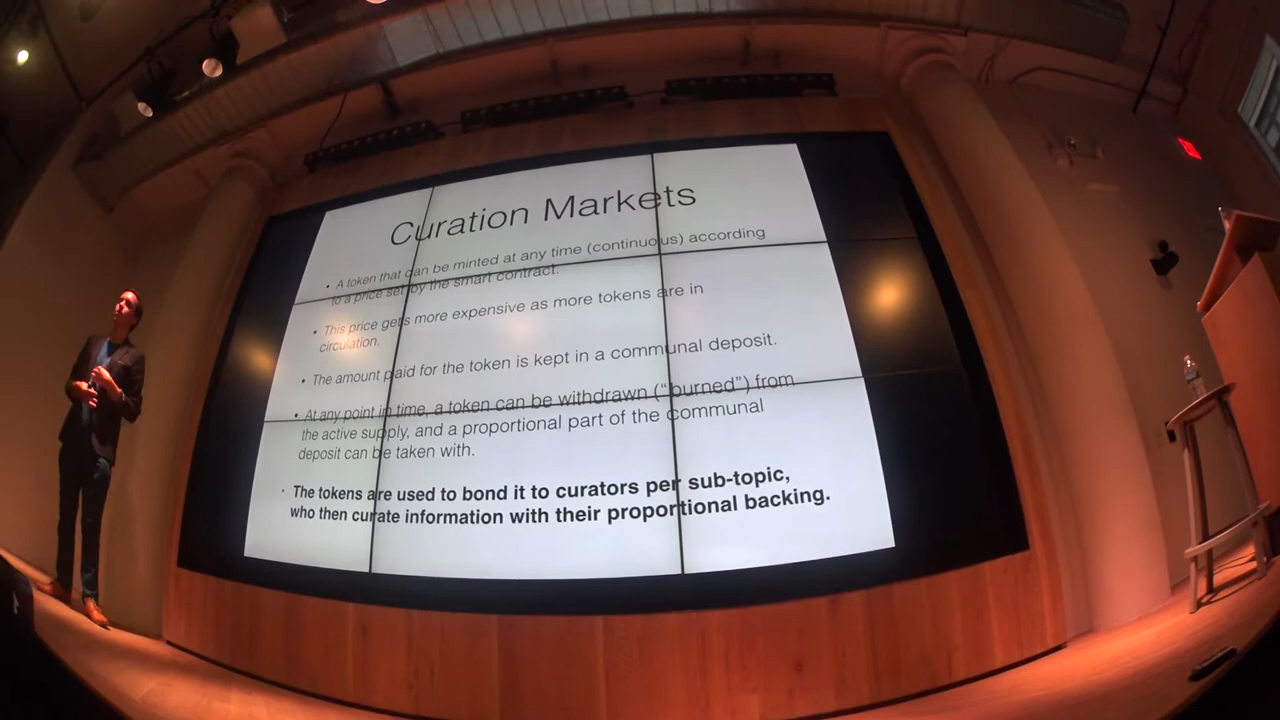 Curation Markets
• A token that can be minted at any time (continuous) according
to a price set by the smart contract.
• This price gets more expensive as more tokens are in
circulation.
• The amount paid for the token is kept in a communal deposit.
• At any point in time, a token can be withdrawn (“burned”) from
the active supply, and a proportional part of the communal
deposit can be taken with.
• The tokens are used to bond it to curators per sub-topic,
who then curate information with their proportional backing.